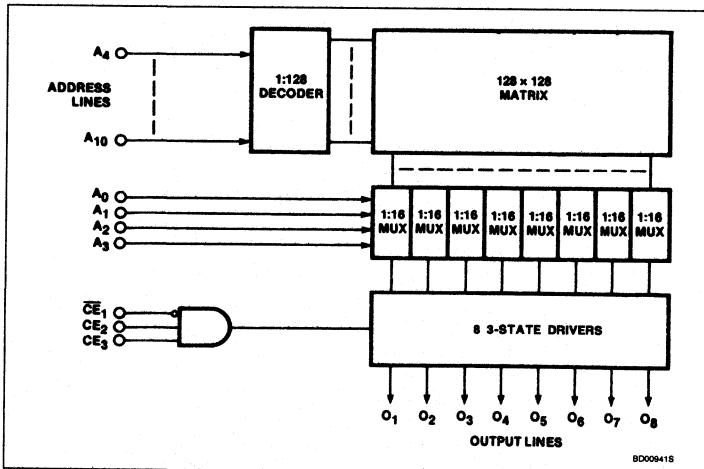 A4
ADDRESS
LINES
A10
1:128
DECODER
128 × 128
MATRIX
A0
A1
A2
A3
1:16
MUX
1:16
MUX
1:16
MUX
1:16
MUX
1:16
MUX
1:16
MUX
1:16
MUX
1:16
MUX
CE1
CE2
CE3
8 3-STATE DRIVERS
O1 O2 O3 O4 O5 O6 O7 O8
OUTPUT LINES
BD00941S